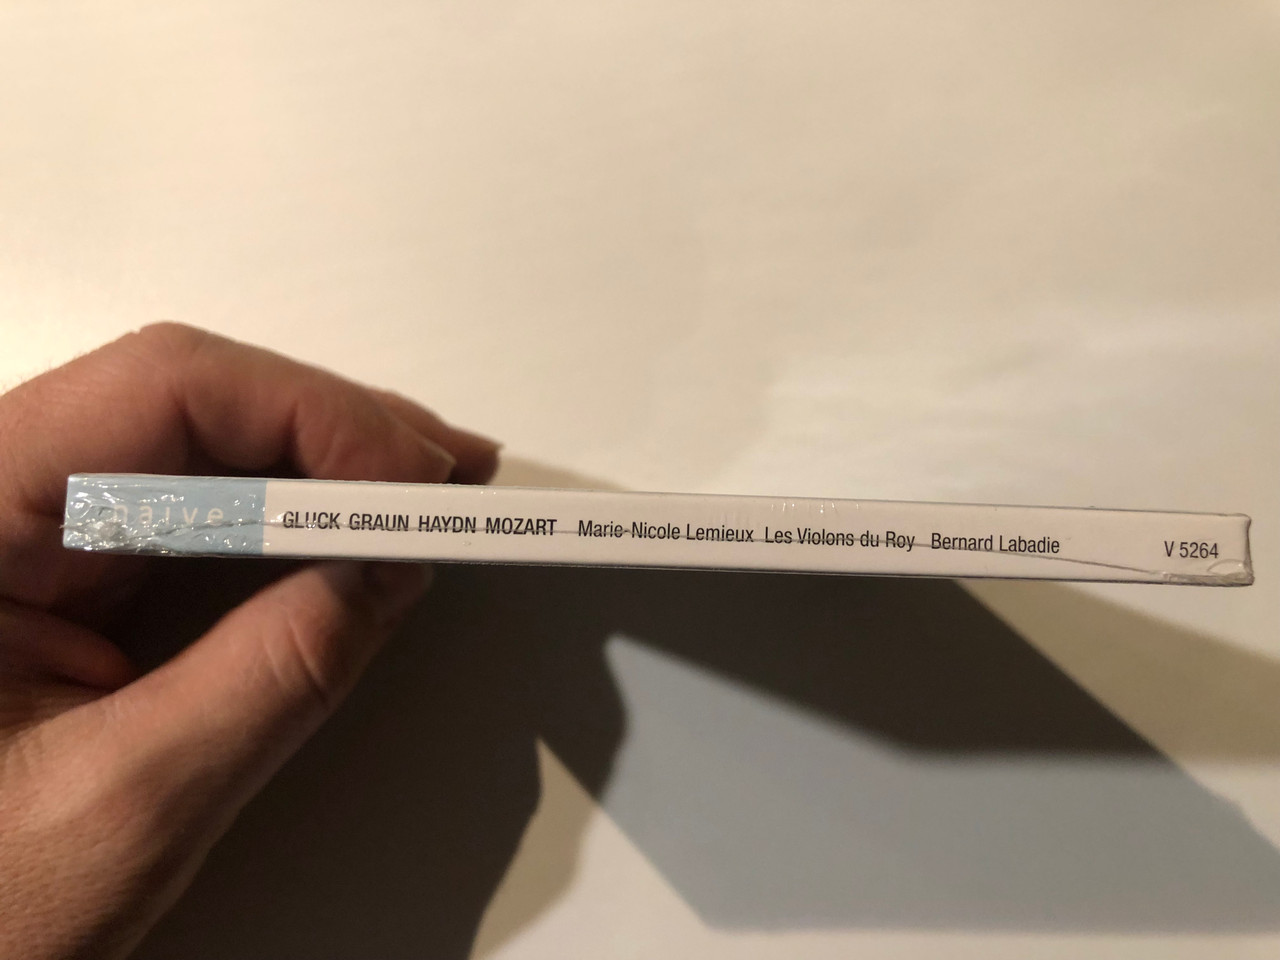 naïve GLUCK GRAUN HAYDN MOZART Marie-Nicole Lemieux Les Violons du Roy Bernard Labadie V 5264